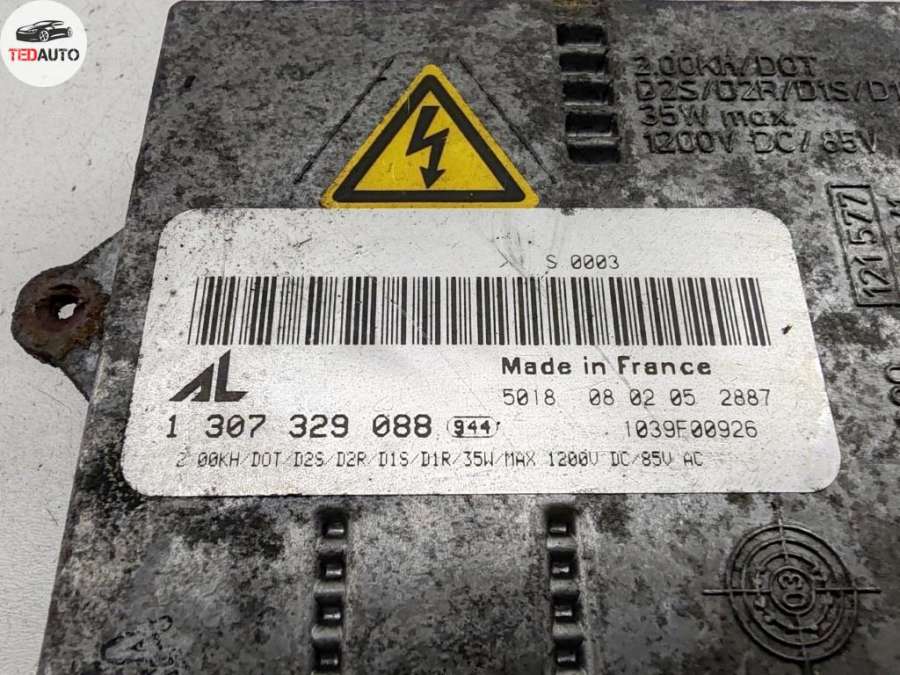 TEDAUTO
2.00KH/DOT
D2S/D2R/D1S/D1
35W max.
1200V DC/85V
121577
S 0003
AL
Made in France
5018 08 02 05 2887
1 307 329 088 944
1039F00926
2 00KH/DOT/D2S/D2R/D1S/D1R/35W/MAX 1200V DC/85V AC
03